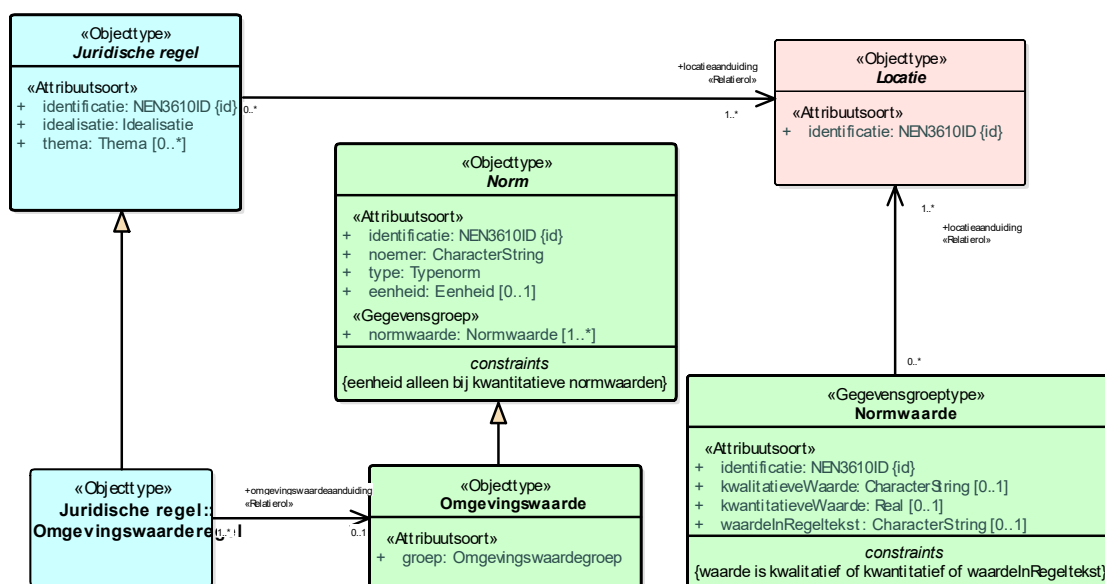 «Objecttype»
Juridische regel
«Attribuutsoort»
+ identificatie: NEN3610ID {id}
+ idealisatie: Idealisatie
+ thema: Thema [0..*]
0..*
+locatieaanduiding
«Relatierol»
1..*
«Objecttype»
Locatie
«Attribuutsoort»
+ identificatie: NEN3610ID {id}
«Objecttype»
Norm
«Attribuutsoort»
+ identificatie: NEN3610ID {id}
+ noemer: CharacterString
+ type: Typenorm
+ eenheid: Eenheid [0..1]
«Gegevensgroep»
+ normwaarde: Normwaarde [1..*]
constraints
{eenheid alleen bij kwantitatieve normwaarden}
1..*
+locatieaanduiding
«Relatierol»
0..*
«Gegevensgroeptype»
Normwaarde
«Attribuutsoort»
+ identificatie: NEN3610ID {id}
+ kwalitatieveWaarde: CharacterString [0..1]
+ kwantitatieveWaarde: Real [0..1]
+ waardeInRegeltekst: CharacterString [0..1]
constraints
{waarde is kwalitatief of kwantitatief of waardeInRegeltekst}
«Objecttype»
Juridische regel::
Omgevingswaarderegel
1..*
+omgevingswaardeaanduiding
«Relatierol»
0..1
«Objecttype»
Omgevingswaarde
«Attribuutsoort»
+ groep: Omgevingswaardegroep